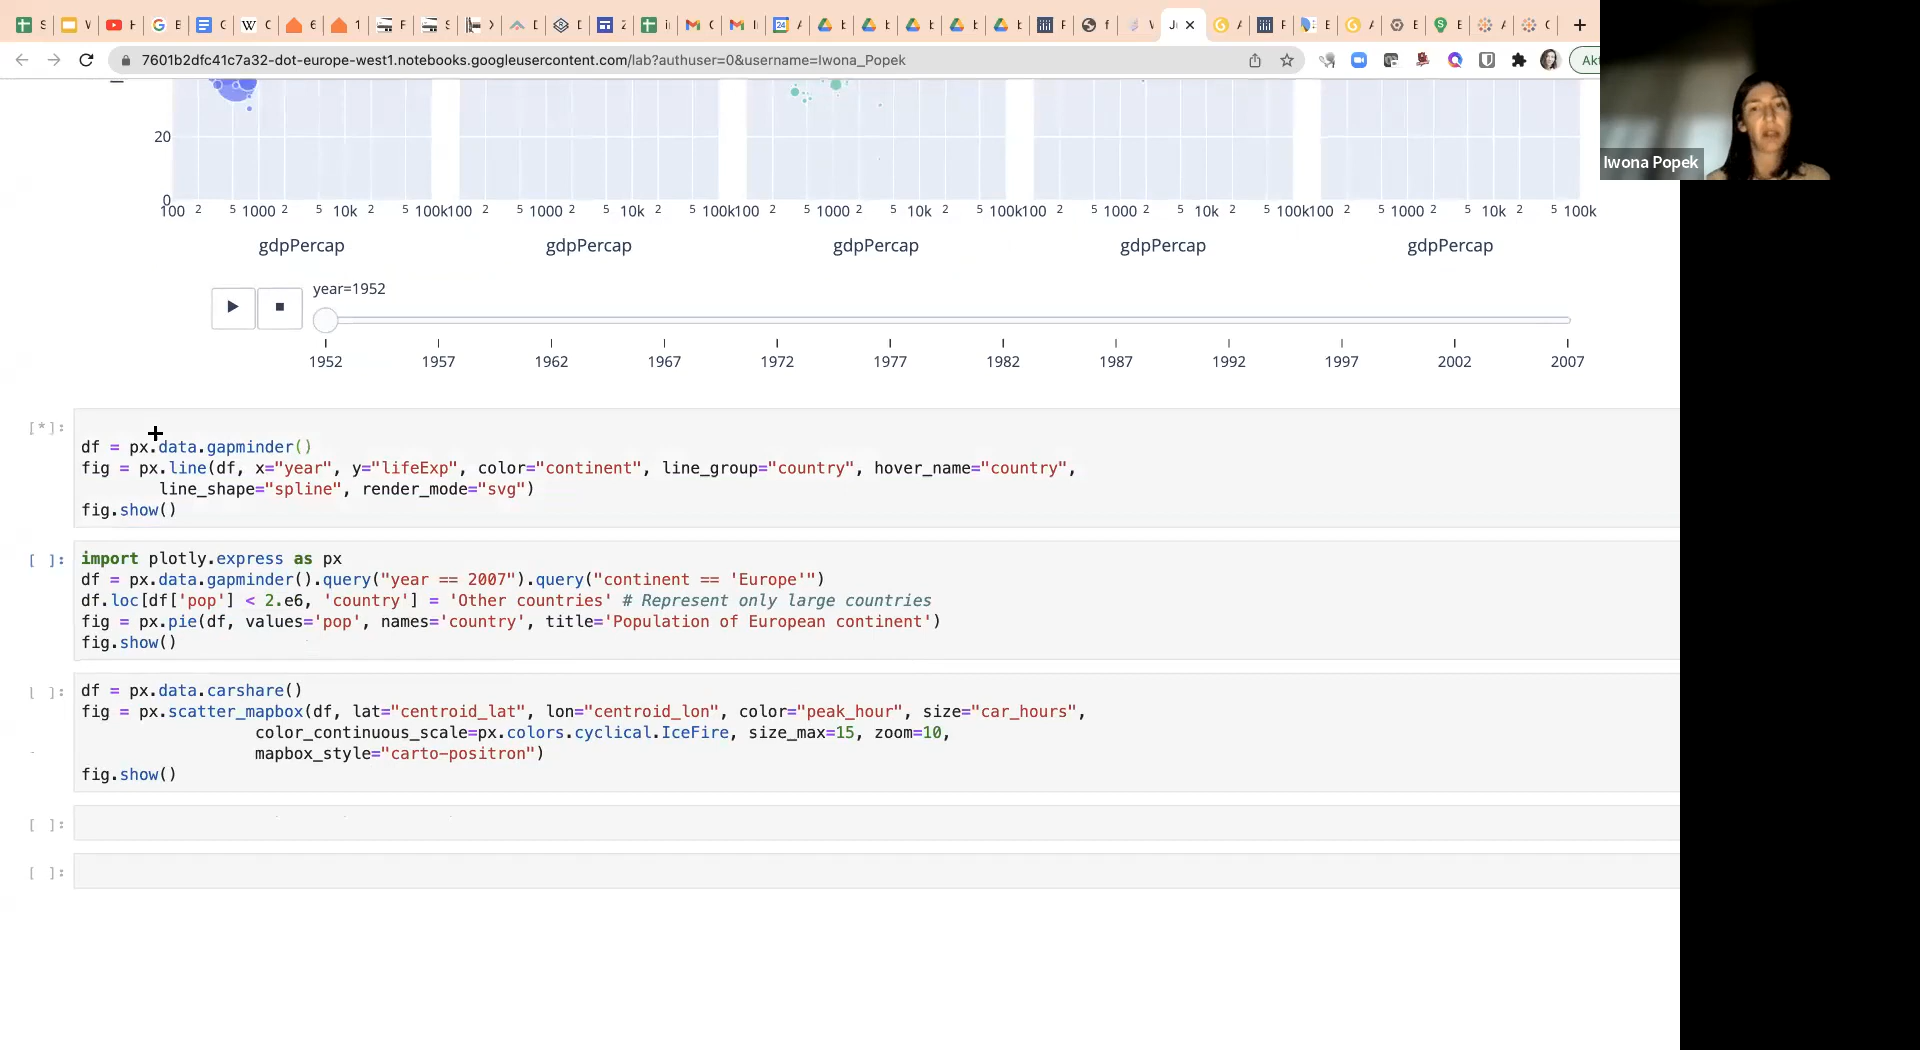 S
W
H
G E
G
W C
6
1
F
S
X
D
D
Z
i
C
I
24 A
k
k
k
k
k
F
f
V
J
A
F
E
A
E
E
A
C
7601b2dfc41c7a32-dot-europe-west1.notebooks.googleusercontent.com/lab?authuser=0&username=Iwona_Popek
Akt
Iwona Popek
20
0
100 2 5 1000 2 5 10k 2 5 100k100 2 5 1000 2 5 10k 2 5 100k100 2 5 1000 2 5 10k 2 5 100k100 2 5 1000 2 5 10k 2 5 100k100 2 5 1000 2 5 10k 2 5 100k
gdpPercap gdpPercap gdpPercap gdpPercap gdpPercap
year=1952
1952 1957 1962 1967 1972 1977 1982 1987 1992 1997 2002 2007
[*]:
df = px.data.gapminder()
fig = px.line(df, x="year", y="lifeExp", color="continent", line_group="country", hover_name="country",
line_shape="spline", render_mode="svg")
fig.show()
[ ]: import plotly.express as px
df = px.data.gapminder().query("year == 2007").query("continent == 'Europe'")
df.loc[df['pop'] < 2.e6, 'country'] = 'Other countries' # Represent only large countries
fig = px.pie(df, values='pop', names='country', title='Population of European continent')
fig.show()
[ ]: df = px.data.carshare()
fig = px.scatter_mapbox(df, lat="centroid_lat", lon="centroid_lon", color="peak_hour", size="car_hours",
color_continuous_scale=px.colors.cyclical.IceFire, size_max=15, zoom=10,
mapbox_style="carto-positron")
fig.show()
[ ]:
[ ]: